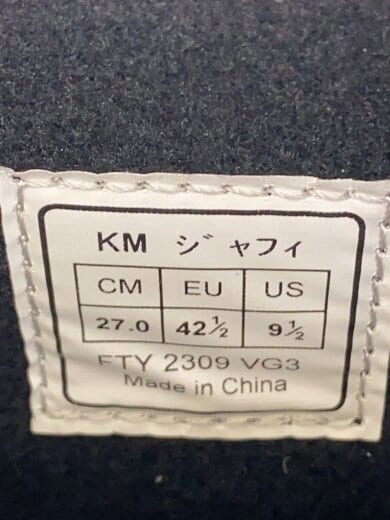 KM ジャフィ
CM EU US
27.0 42½ 9½
FTY 2309 VG3
Made in China